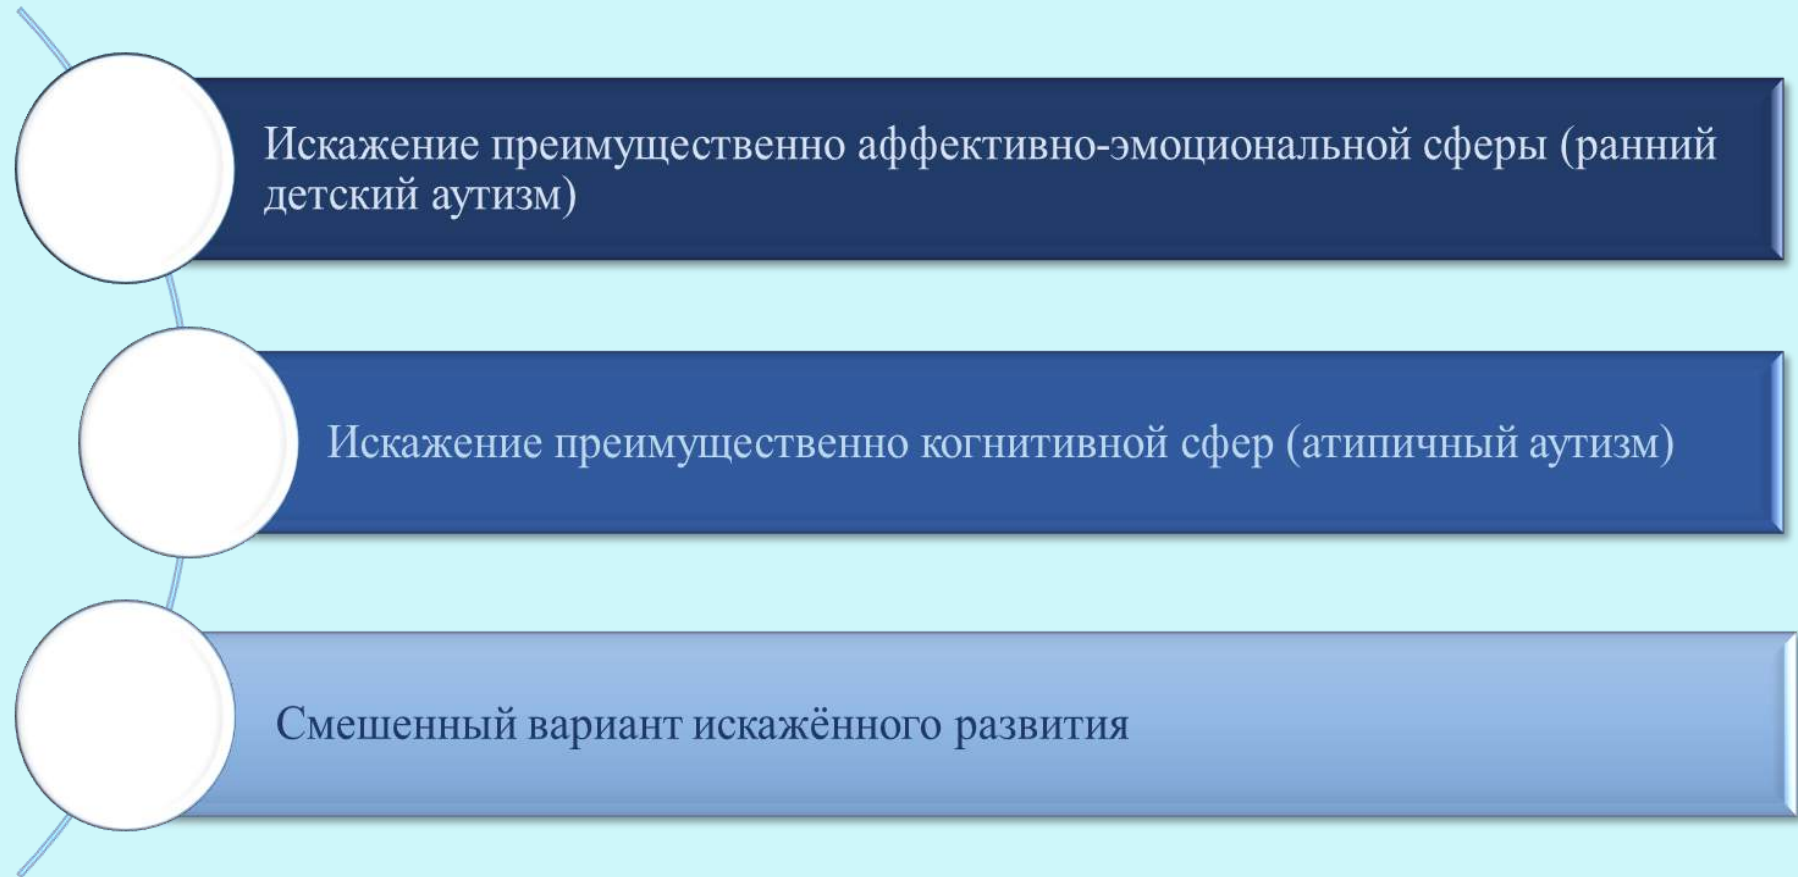 Искажение преимущественно аффективно-эмоциональной сферы (ранний
детский аутизм)
Искажение преимущественно когнитивной сфер (атипичный аутизм)
Смешенный вариант искажённого развития